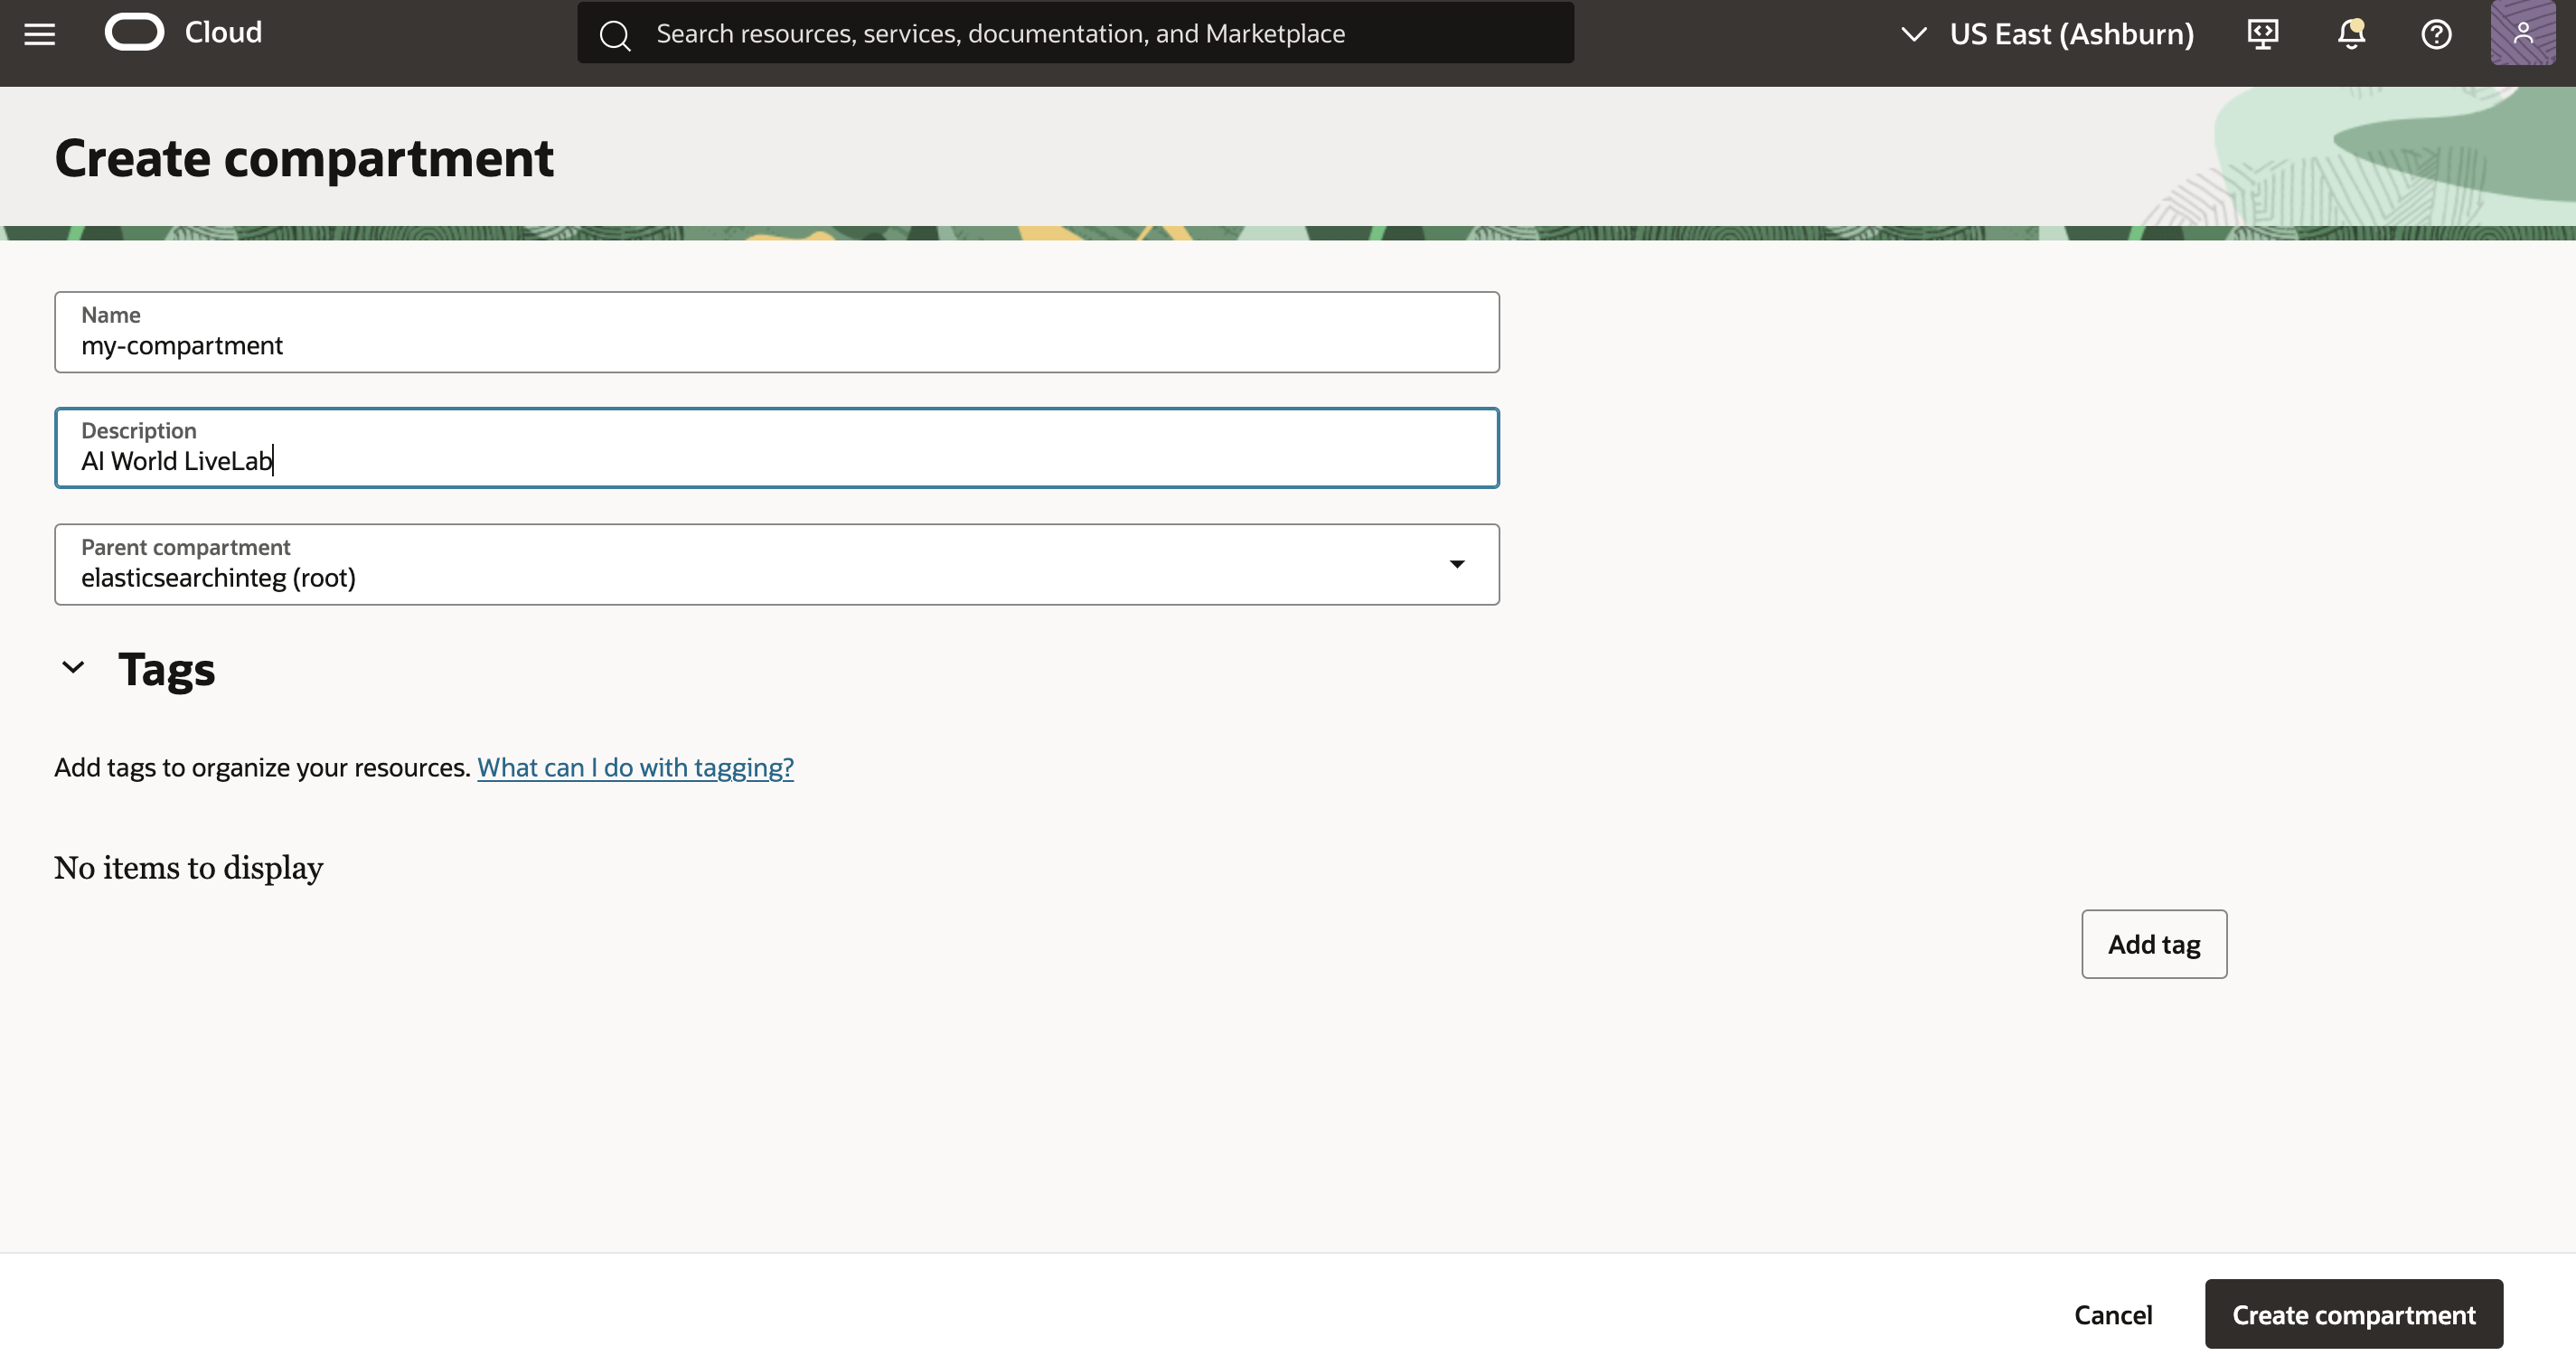 Cloud
Search resources, services, documentation, and Marketplace
US East (Ashburn)
Create compartment
Name
my-compartment
Description
AI World LiveLab
Parent compartment
elasticsearchinteg (root)
Tags
Add tags to organize your resources. What can I do with tagging?
No items to display
Add tag
Cancel
Create compartment